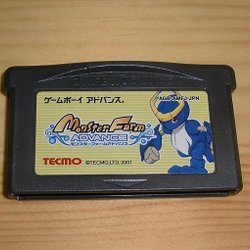 AGB-AMFJ-JPN
ゲームボーイ アドバンス®
Monster Farm
ADVANCE
モンスターファームアドバンス
TECMO ©TECMO,LTD. 2001